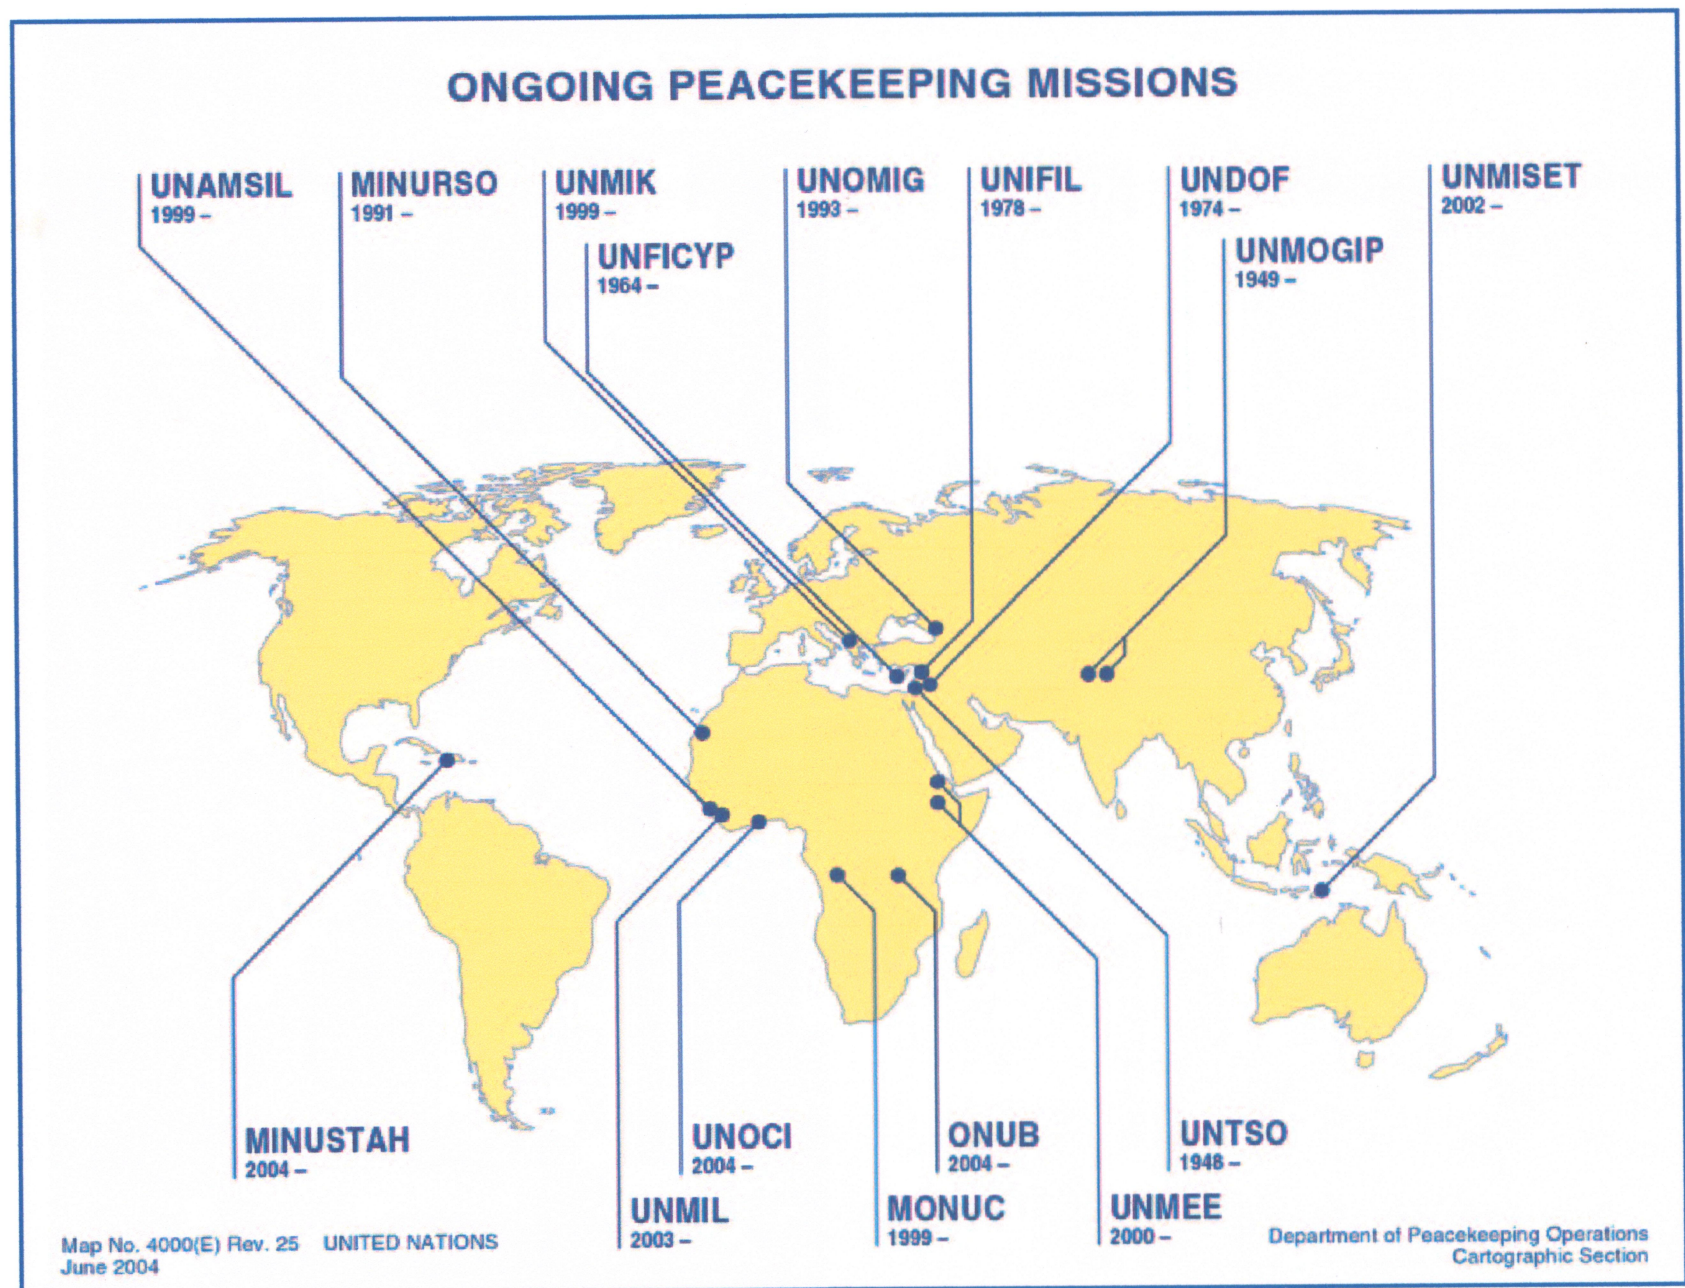 ONGOING PEACEKEEPING MISSIONS
UNAMSIL
1999 –
MINURSO
1991 –
UNMIK
1999 –
UNFICYP
1964 –
UNOMIG
1993 –
UNIFIL
1978 –
UNDOF
1974 –
UNMOGIP
1949 –
UNMISET
2002 –
MINUSTAH
2004 –
UNMIL
2003 –
UNOCI
2004 –
MONUC
1999 –
ONUB
2004 –
UNMEE
2000 –
UNTSO
1948 –
Map No. 4000(E) Rev. 25 UNITED NATIONS
June 2004
Department of Peacekeeping Operations
Cartographic Section